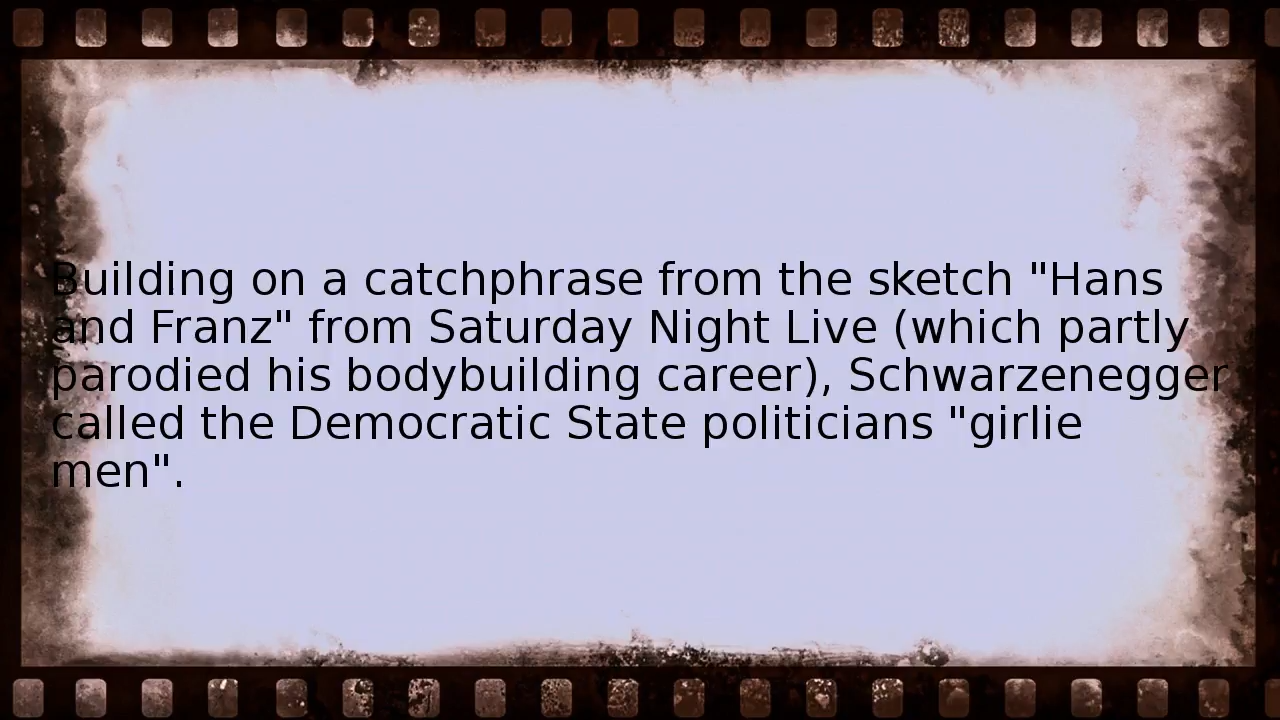 Building on a catchphrase from the sketch "Hans
and Franz" from Saturday Night Live (which partly
parodied his bodybuilding career), Schwarzenegger
called the Democratic State politicians "girlie
men".